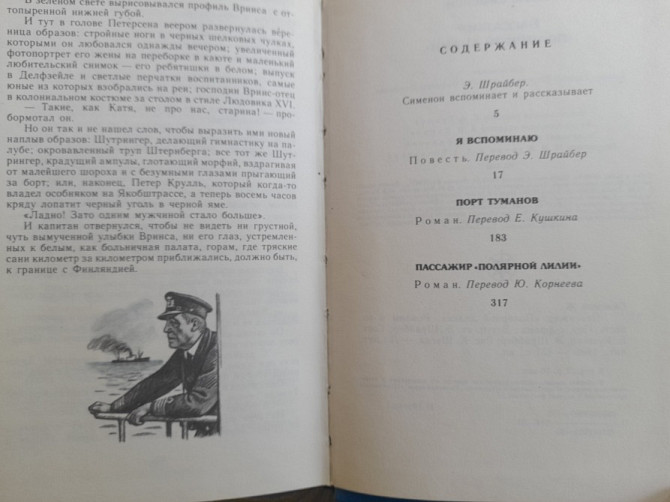 В зеленом свете вырисовывался профиль Вринса с от-
топыренной нижней губой.
И тут в голове Петерсена веером развернулась вере-
ница образов: стройные ноги в черных шелковых чулках,
которыми он любовался однажды вечером; увеличенный
фотопортрет его жены на переборке в каюте и маленький
любительский снимок — его ребятишки в белом; выпуск
в Делфзейле и светлые перчатки воспитанников, самые
юные из которых взобрались на реи; господин Вринс-отец
в колониальном костюме за столом в стиле Людовика XVI.
— Такие, как Катя, не про нас, старина! — про-
бормотал он.
Но он так и не нашел слов, чтобы выразить им новый
наплыв образов: Шутрингер, делающий гимнастику на па-
лубе; окровавленный труп Штернберга; все тот же Шут-
рингер, крадущий ампулы, глотающий морфий, вздрагивая
от малейшего шороха и с безумными глазами прыгающий
за борт; или, наконец, Петер Крулль, который когда-то
владел особняком на Якобштрассе, а теперь восемь часов
кряду лопатит черный уголь в черной яме.
«Ладно! Зато одним мужчиной стало больше».
И капитан отвернулся, чтобы не видеть ни грустной,
чуть вымученной улыбки Вринса, ни его глаз, устремлен-
ных к белым, как больничная палата, горам, где тряские
сани километр за километром приближались, должно быть,
к границе с Финляндией.
СОДЕРЖАНИЕ
Э. Шрайбер.
Сименон вспоминает и рассказывает
5
Я ВСПОМИНАЮ
Повесть. Перевод Э. Шрайбер
17
ПОРТ ТУМАНОВ
Роман. Перевод Е. Кушкина
183
ПАССАЖИР «ПОЛЯРНОЙ ЛИЛИИ»
Роман. Перевод Ю. Корнеева
317